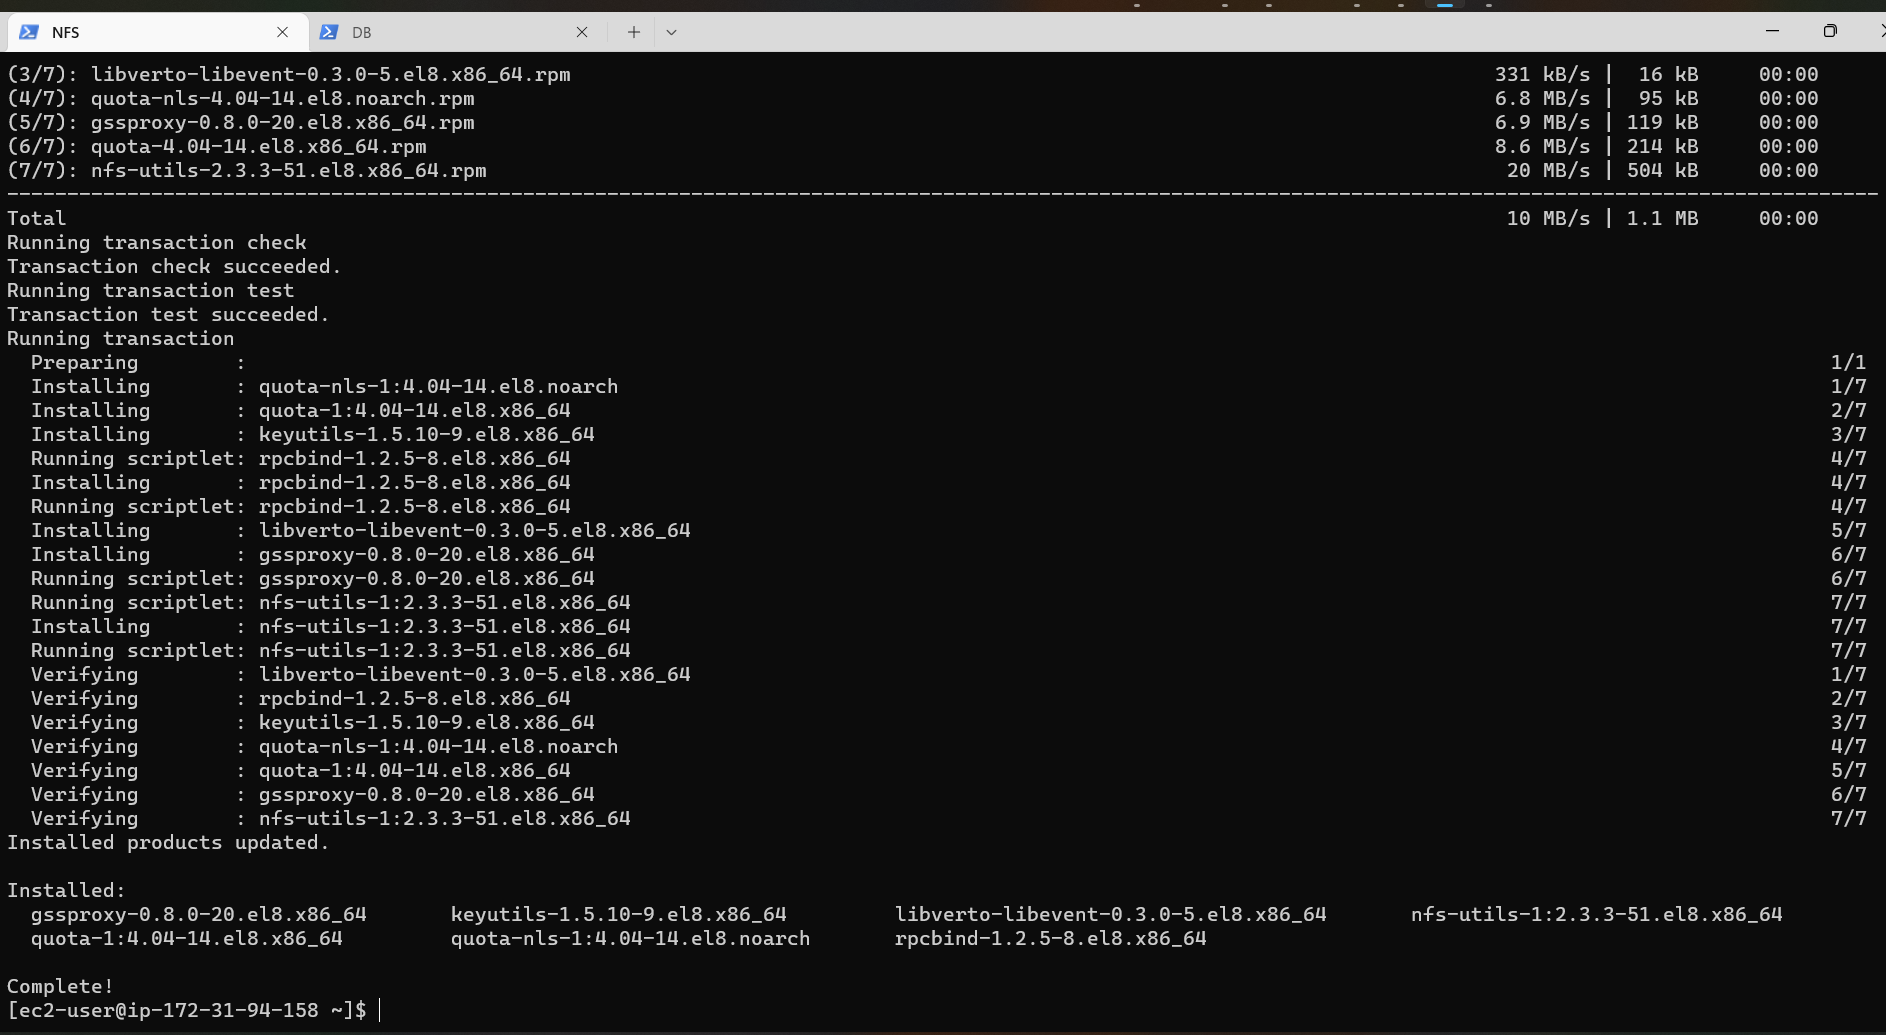 NFS
DB
(3/7): libverto-libevent-0.3.0-5.el8.x86_64.rpm 331 kB/s | 16 kB 00:00
(4/7): quota-nls-4.04-14.el8.noarch.rpm 6.8 MB/s | 95 kB 00:00
(5/7): gssproxy-0.8.0-20.el8.x86_64.rpm 6.9 MB/s | 119 kB 00:00
(6/7): quota-4.04-14.el8.x86_64.rpm 8.6 MB/s | 214 kB 00:00
(7/7): nfs-utils-2.3.3-51.el8.x86_64.rpm 20 MB/s | 504 kB 00:00
--------------------------------------------------------------------------------
Total 10 MB/s | 1.1 MB 00:00
Running transaction check
Transaction check succeeded.
Running transaction test
Transaction test succeeded.
Running transaction
Preparing : 1/1
Installing : quota-nls-1:4.04-14.el8.noarch 1/7
Installing : quota-1:4.04-14.el8.x86_64 2/7
Installing : keyutils-1.5.10-9.el8.x86_64 3/7
Running scriptlet: rpcbind-1.2.5-8.el8.x86_64 4/7
Installing : rpcbind-1.2.5-8.el8.x86_64 4/7
Running scriptlet: rpcbind-1.2.5-8.el8.x86_64 4/7
Installing : libverto-libevent-0.3.0-5.el8.x86_64 5/7
Installing : gssproxy-0.8.0-20.el8.x86_64 6/7
Running scriptlet: gssproxy-0.8.0-20.el8.x86_64 6/7
Running scriptlet: nfs-utils-1:2.3.3-51.el8.x86_64 7/7
Installing : nfs-utils-1:2.3.3-51.el8.x86_64 7/7
Running scriptlet: nfs-utils-1:2.3.3-51.el8.x86_64 7/7
Verifying : libverto-libevent-0.3.0-5.el8.x86_64 1/7
Verifying : rpcbind-1.2.5-8.el8.x86_64 2/7
Verifying : keyutils-1.5.10-9.el8.x86_64 3/7
Verifying : quota-nls-1:4.04-14.el8.noarch 4/7
Verifying : quota-1:4.04-14.el8.x86_64 5/7
Verifying : gssproxy-0.8.0-20.el8.x86_64 6/7
Verifying : nfs-utils-1:2.3.3-51.el8.x86_64 7/7
Installed products updated.
Installed:
gssproxy-0.8.0-20.el8.x86_64 keyutils-1.5.10-9.el8.x86_64 libverto-libevent-0.3.0-5.el8.x86_64 nfs-utils-1:2.3.3-51.el8.x86_64
quota-1:4.04-14.el8.x86_64 quota-nls-1:4.04-14.el8.noarch rpcbind-1.2.5-8.el8.x86_64
Complete!
[ec2-user@ip-172-31-94-158 ~]$